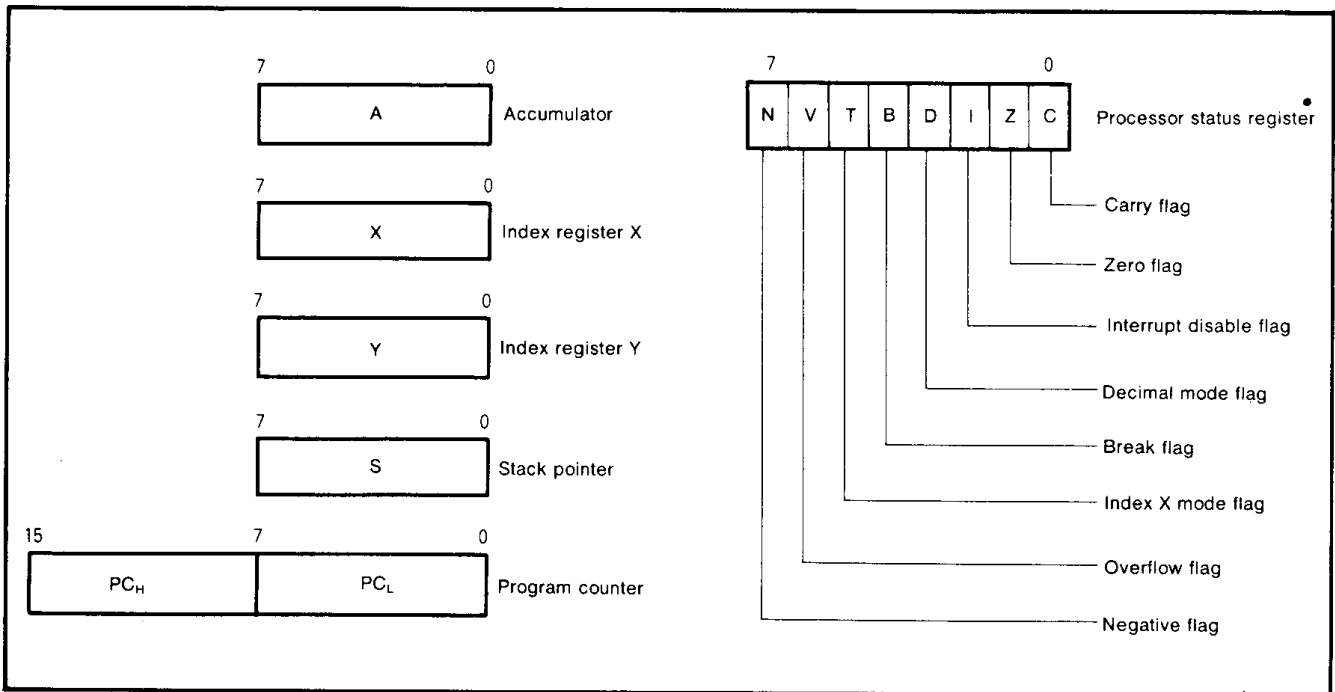 7 0
A
Accumulator
7 0
X
Index register X
7 0
Y
Index register Y
7 0
S
Stack pointer
15 7 0
PCH PCL
Program counter
7 0
N V T B D I Z C
Processor status register
Carry flag
Zero flag
Interrupt disable flag
Decimal mode flag
Break flag
Index X mode flag
Overflow flag
Negative flag